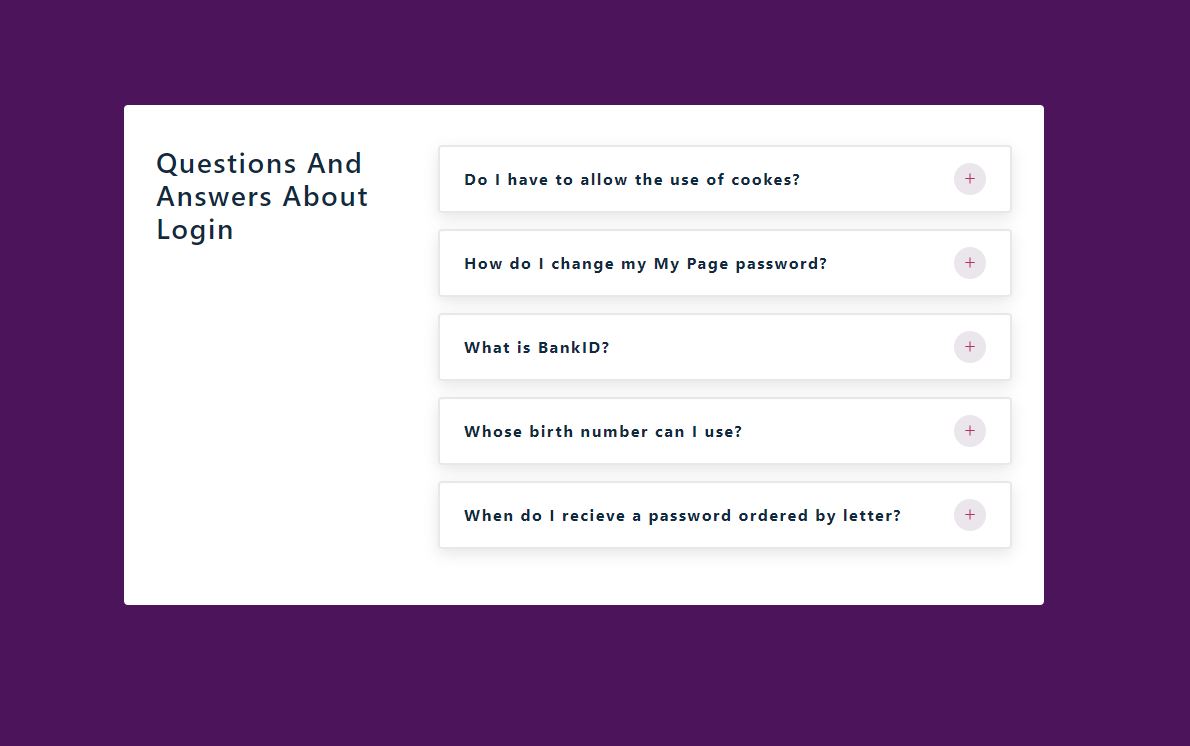 Questions And
Answers About
Login
Do I have to allow the use of cookes?
+
How do I change my My Page password?
+
What is BankID?
+
Whose birth number can I use?
+
When do I recieve a password ordered by letter?
+